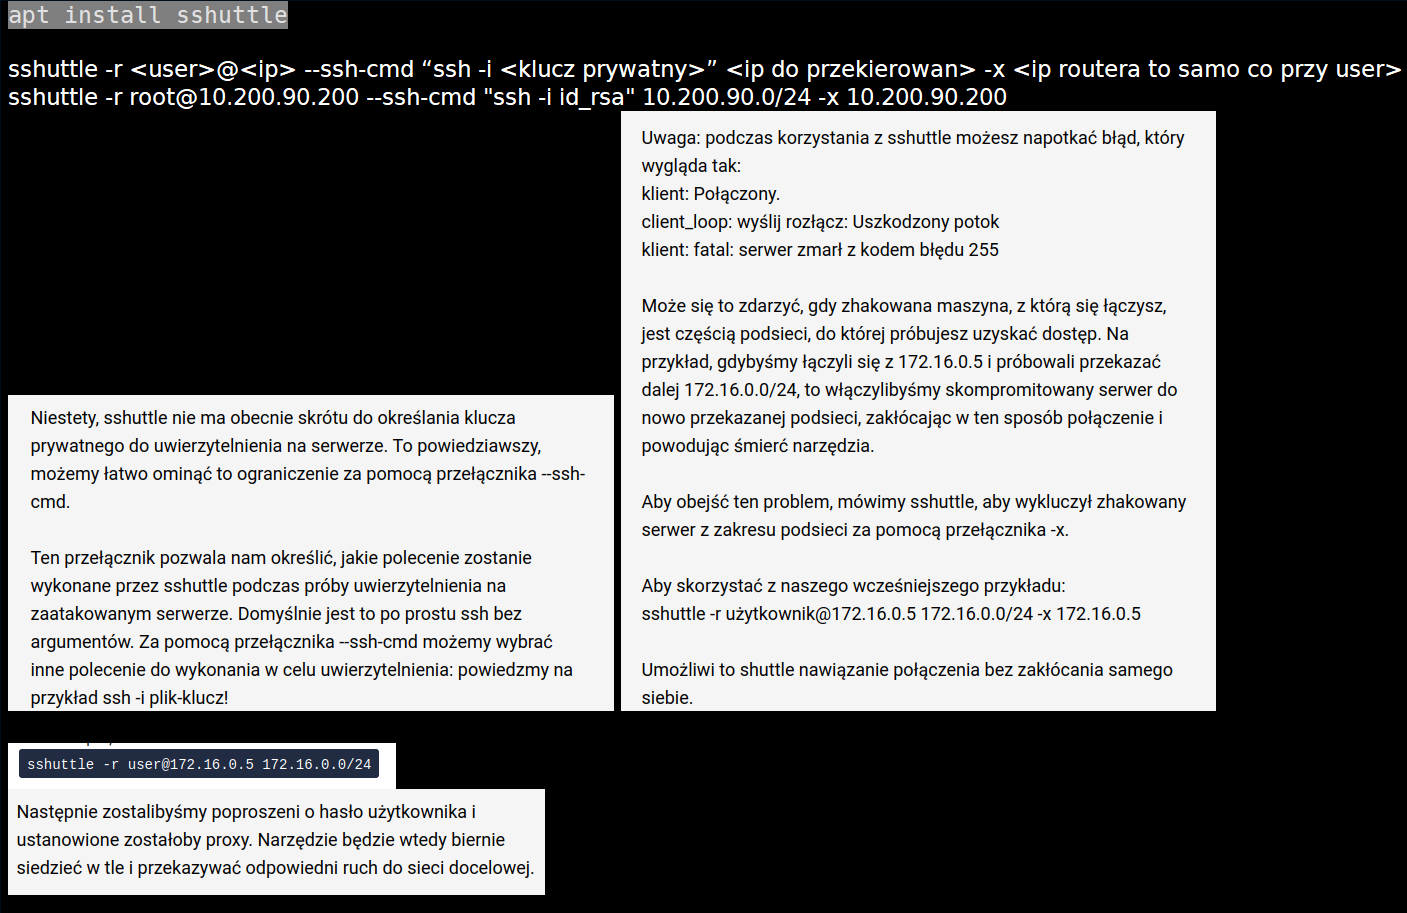 apt install sshuttle
sshuttle -r <user>@<ip> --ssh-cmd “ssh -i <klucz prywatny>” <ip do przekierowan> -x <ip routera to samo co przy user>
sshuttle -r root@10.200.90.200 --ssh-cmd "ssh -i id_rsa" 10.200.90.0/24 -x 10.200.90.200
Niestety, sshuttle nie ma obecnie skrótu do określania klucza
prywatnego do uwierzytelnienia na serwerze. To powiedziawszy,
możemy łatwo ominąć to ograniczenie za pomocą przełącznika --ssh-
cmd.
Ten przełącznik pozwala nam określić, jakie polecenie zostanie
wykonane przez sshuttle podczas próby uwierzytelnienia na
zaatakowanym serwerze. Domyślnie jest to po prostu ssh bez
argumentów. Za pomocą przełącznika --ssh-cmd możemy wybrać
inne polecenie do wykonania w celu uwierzytelnienia: powiedzmy na
przykład ssh -i plik-klucz!
Uwaga: podczas korzystania z sshuttle możesz napotkać błąd, który
wygląda tak:
klient: Połączony.
client_loop: wyślij rozłącz: Uszkodzony potok
klient: fatal: serwer zmarł z kodem błędu 255
Może się to zdarzyć, gdy zhakowana maszyna, z którą się łączysz,
jest częścią podsieci, do której próbujesz uzyskać dostęp. Na
przykład, gdybyśmy łączyli się z 172.16.0.5 i próbowali przekazać
dalej 172.16.0.0/24, to włączylibyśmy skompromitowany serwer do
nowo przekazanej podsieci, zakłócając w ten sposób połączenie i
powodując śmierć narzędzia.
Aby obejść ten problem, mówimy sshuttle, aby wykluczył zhakowany
serwer z zakresu podsieci za pomocą przełącznika -x.
Aby skorzystać z naszego wcześniejszego przykładu:
sshuttle -r użytkownik@172.16.0.5 172.16.0.0/24 -x 172.16.0.5
Umożliwi to shuttle nawiązanie połączenia bez zakłócania samego
siebie.
sshuttle -r user@172.16.0.5 172.16.0.0/24
Następnie zostalibyśmy poproszeni o hasło użytkownika i
ustanowione zostałoby proxy. Narzędzie będzie wtedy biernie
siedzieć w tle i przekazywać odpowiedni ruch do sieci docelowej.